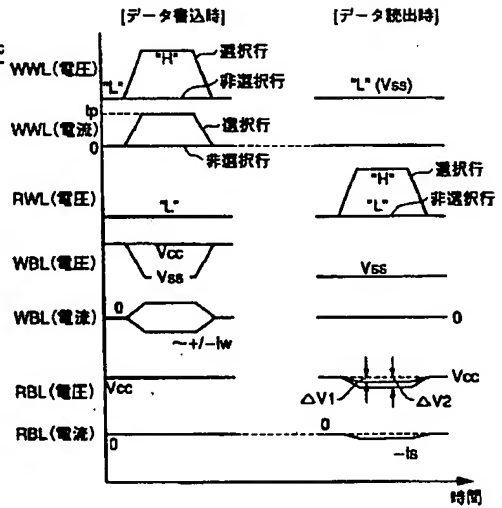 [データ書込時] [データ読出時]
WWL(電圧) "L" "H" 選択行 非選択行 "L" (Vss)
WWL(電流) Ip 0 選択行 非選択行
RWL(電圧) "L" "H" "L" 選択行 非選択行
WBL(電圧) Vcc Vss Vss
WBL(電流) 0 ~+/-Iw 0
RBL(電圧) Vcc ΔV1 ΔV2 Vcc
RBL(電流) 0 0 -Is
時間